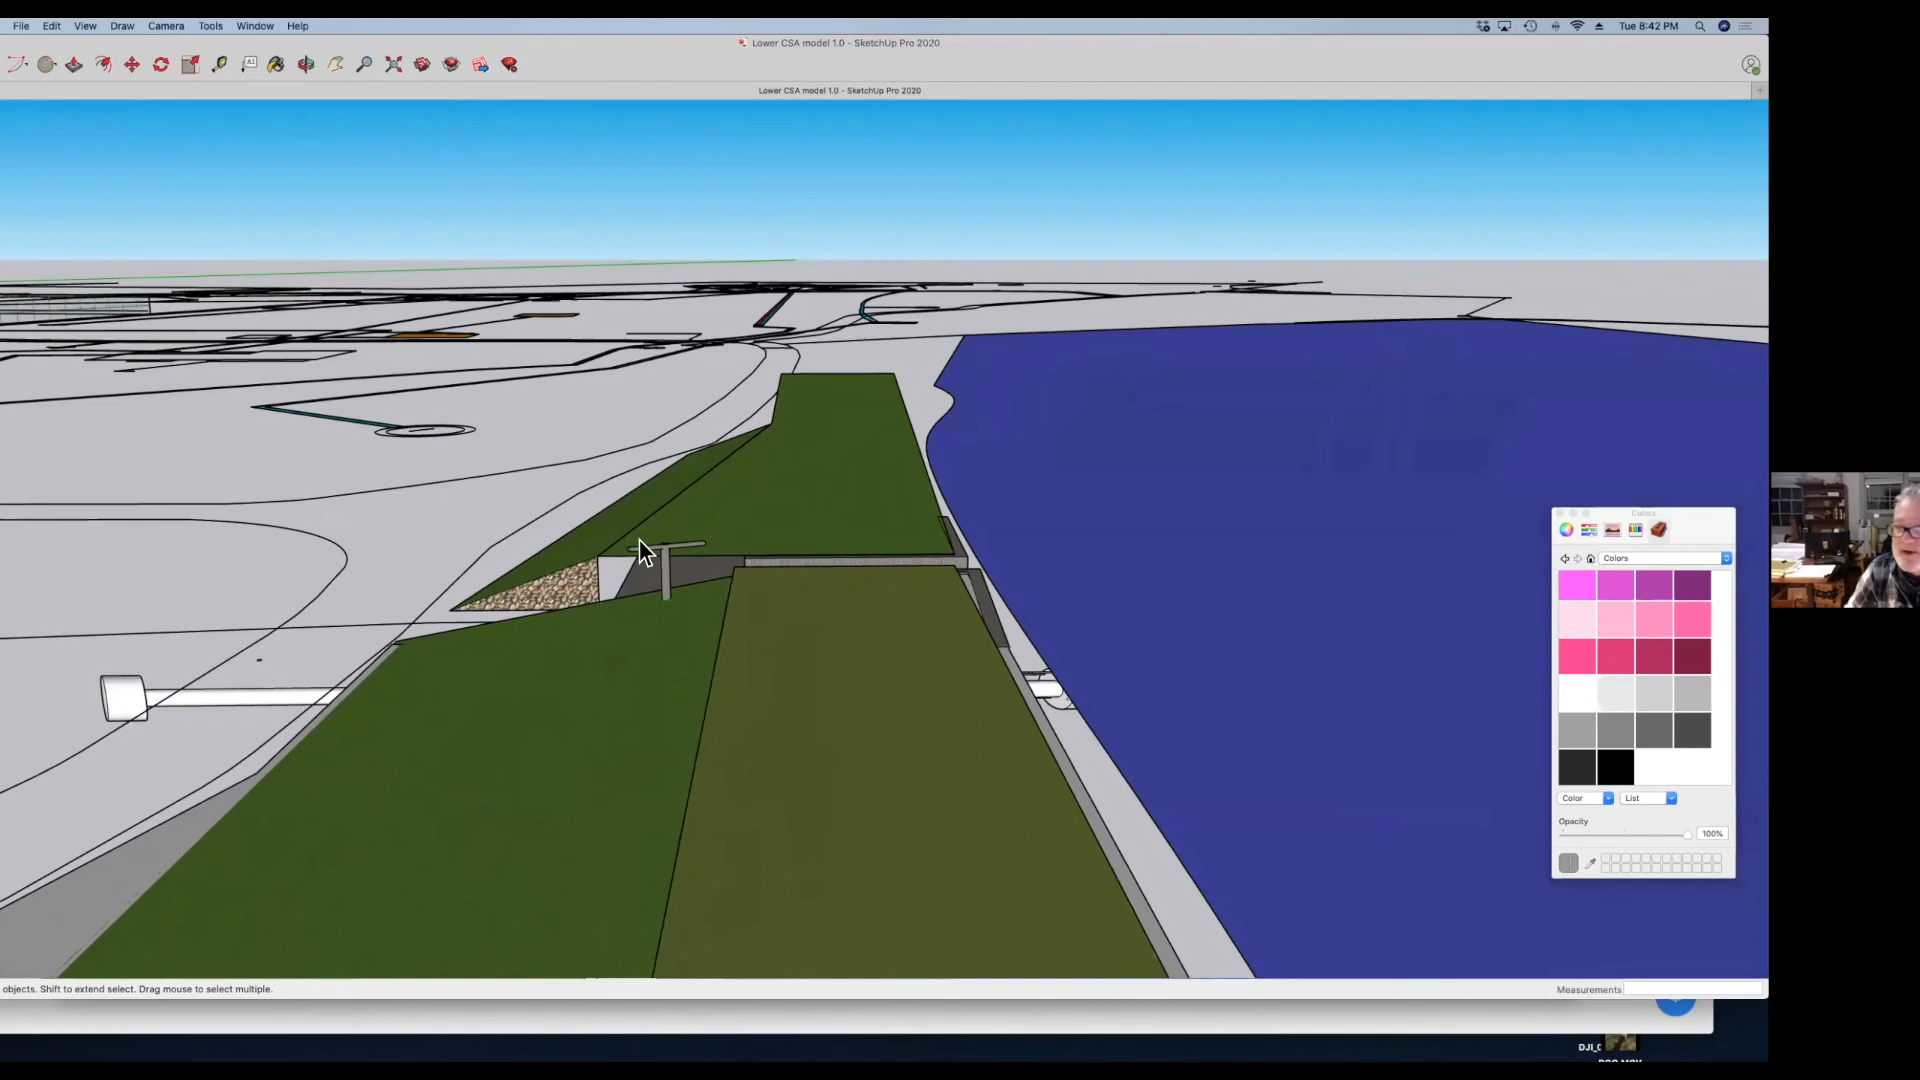 File Edit View Draw Camera Tools Window Help
Tue 8:42 PM
Lower CSA model 1.0 - SketchUp Pro 2020
A1
Lower CSA model 1.0 - SketchUp Pro 2020
Colors
Colors
Color
List
Opacity
100%
objects. Shift to extend select. Drag mouse to select multiple.
Measurements